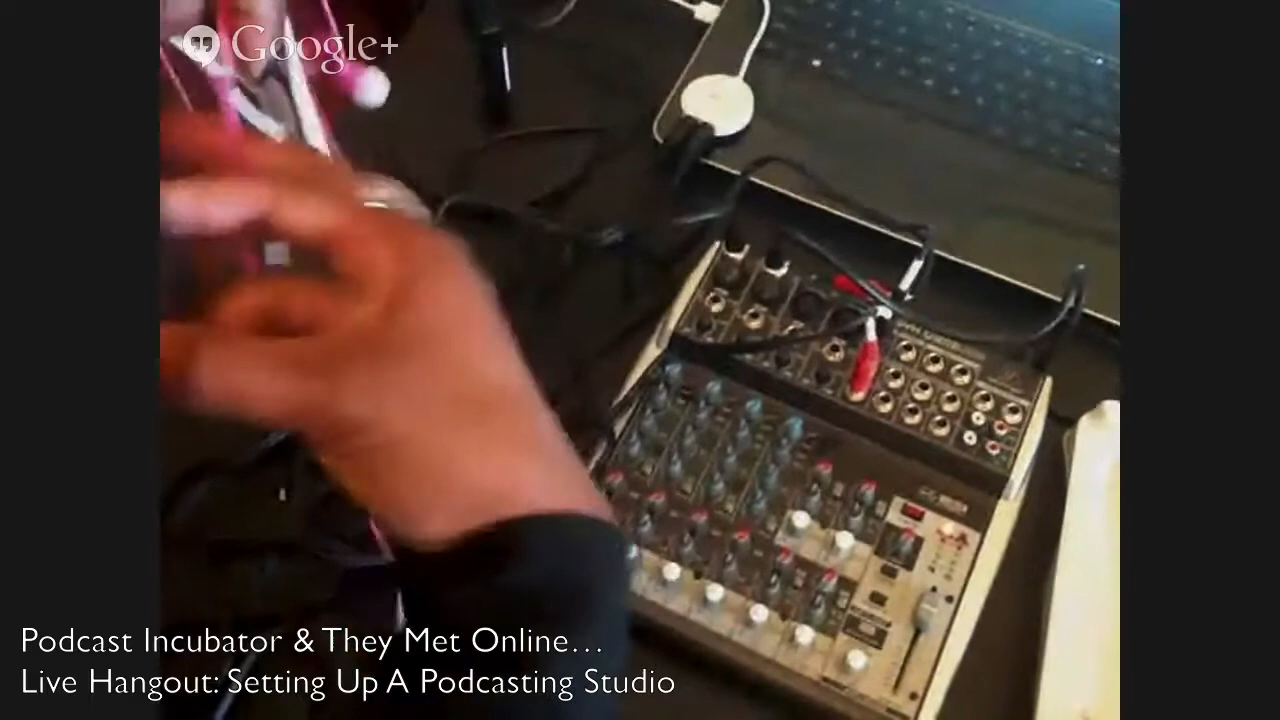 Google+
Podcast Incubator & They Met Online…
Live Hangout: Setting Up A Podcasting Studio